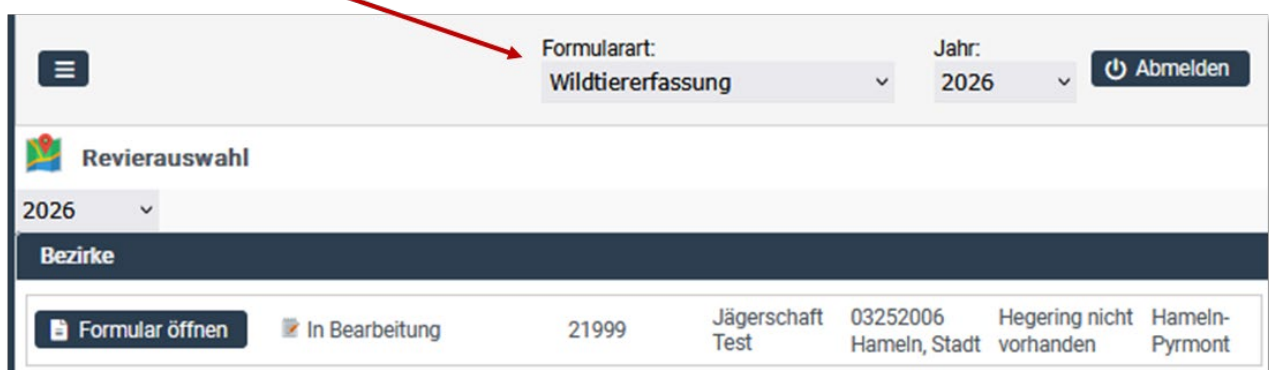 Formularart: Jahr:
Wildtiererfassung 2026 Abmelden
Revierauswahl
2026
Bezirke
Formular öffnen In Bearbeitung 21999 Jägerschaft Test 03252006 Hameln, Stadt Hegering nicht vorhanden Hameln-Pyrmont